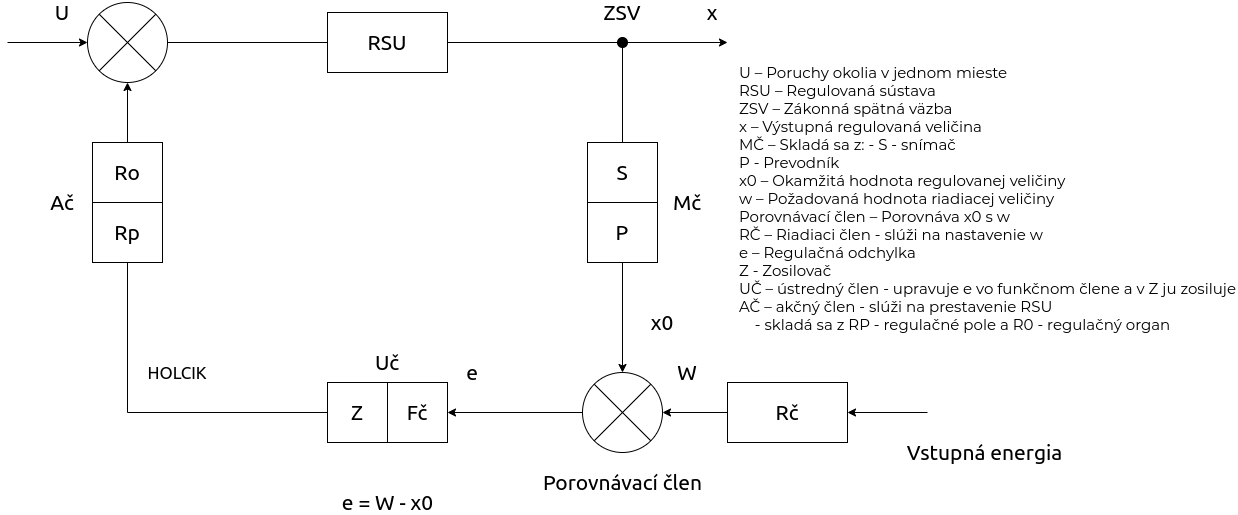 U
ZSV
x
RSU
U – Poruchy okolia v jednom mieste
RSU – Regulovaná sústava
ZSV – Zákonná spätná väzba
x – Výstupná regulovaná veličina
MČ – Skladá sa z: - S - snímač
P - Prevodník
x0 – Okamžitá hodnota regulovanej veličiny
w – Požadovaná hodnota riadiacej veličiny
Porovnávací člen – Porovnáva x0 s w
RČ – Riadiaci člen - slúži na nastavenie w
e – Regulačná odchylka
Z - Zosilovač
UČ – ústredný člen - upravuje e vo funkčnom člene a v Z ju zosiluje
AČ – akčný člen - slúži na prestavenie RSU
- skladá sa z RP - regulačné pole a R0 - regulačný organ
Ro
Ač
Rp
S
Mč
P
x0
HOLCIK
Uč
e
W
Z
Fč
Rč
Vstupná energia
Porovnávací člen
e = W - x0